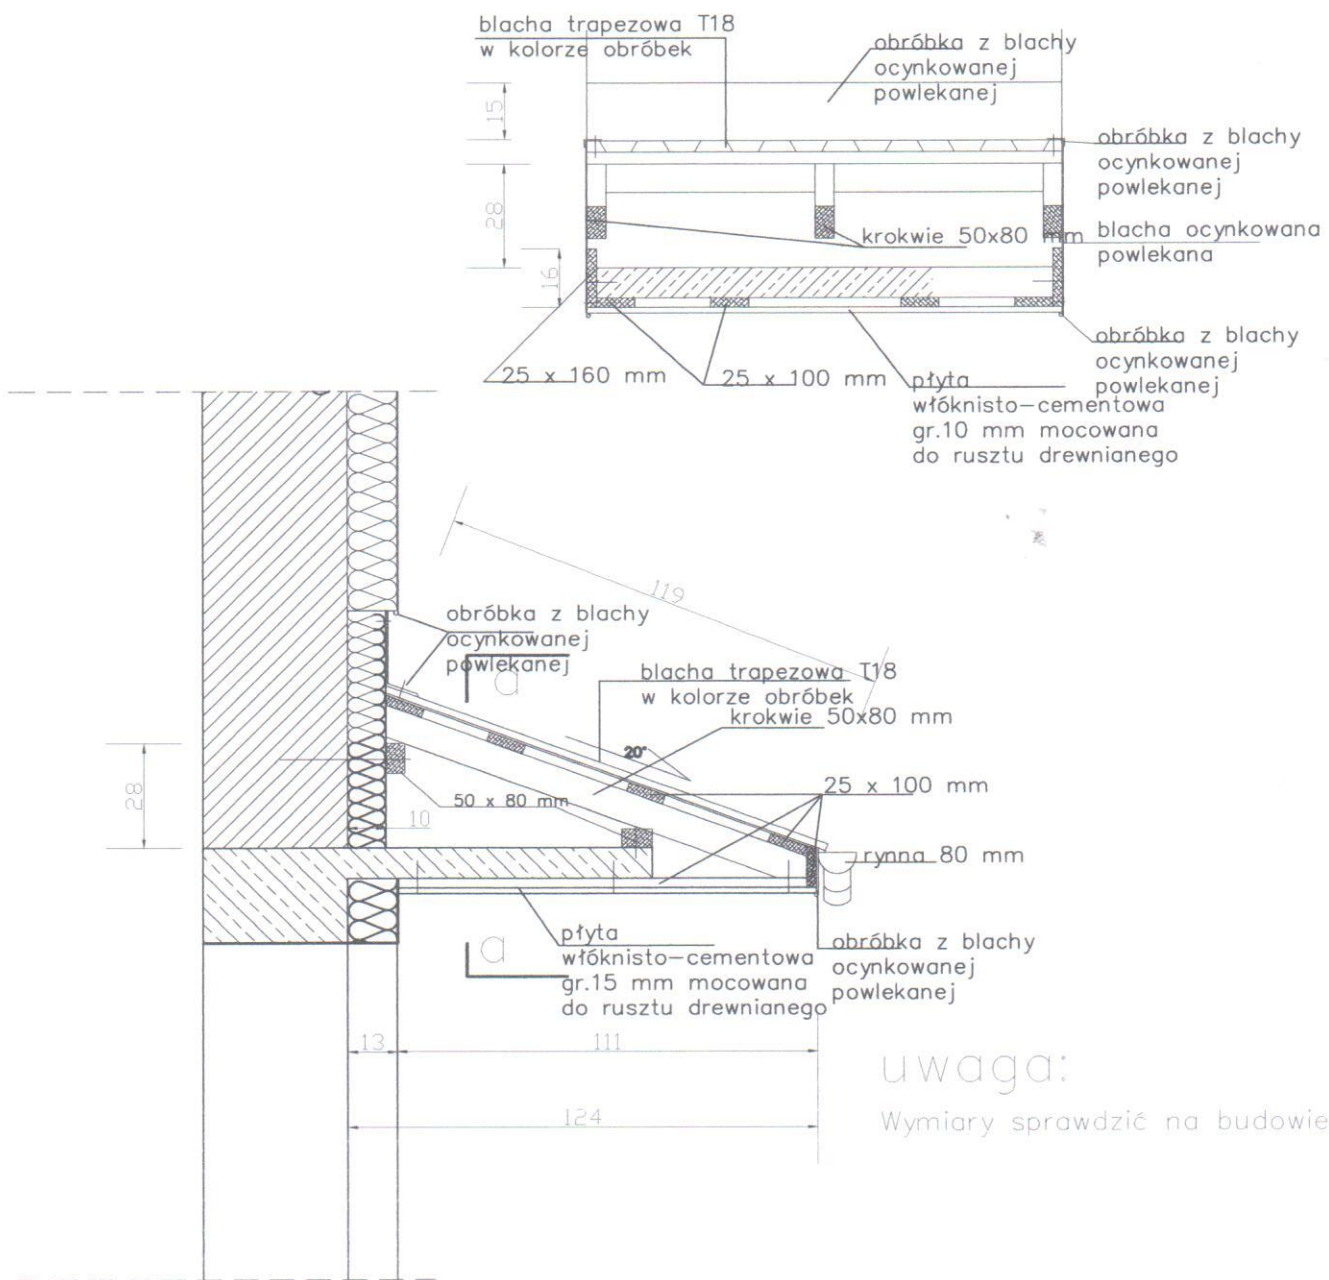 blacha trapezowa T18
w kolorze obróbek
obróbka z blachy
ocynkowanej
powlekanej
15
obróbka z blachy
ocynkowanej
powlekanej
28
krokwie 50x80 mm
blacha ocynkowana
powlekana
16
obróbka z blachy
ocynkowanej
powlekanej
25 x 160 mm
25 x 100 mm
płyta
włóknisto-cementowa
gr.10 mm mocowana
do rusztu drewnianego
119
obróbka z blachy
ocynkowanej
powlekanej
a
blacha trapezowa T18
w kolorze obróbek
krokwie 50x80 mm
20°
28
50 x 80 mm
25 x 100 mm
10
rynna 80 mm
a
płyta
włóknisto-cementowa
gr.15 mm mocowana
do rusztu drewnianego
obróbka z blachy
ocynkowanej
powlekanej
13
111
124
uwaga:
Wymiary sprawdzić na budowie